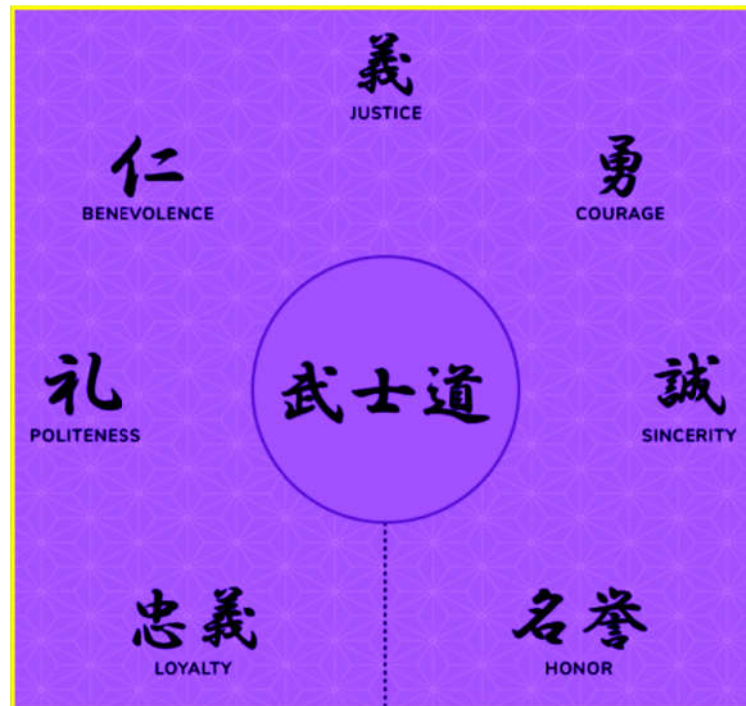 義
JUSTICE
仁
BENEVOLENCE
勇
COURAGE
礼
POLITENESS
武士道
誠
SINCERITY
忠義
LOYALTY
名誉
HONOR